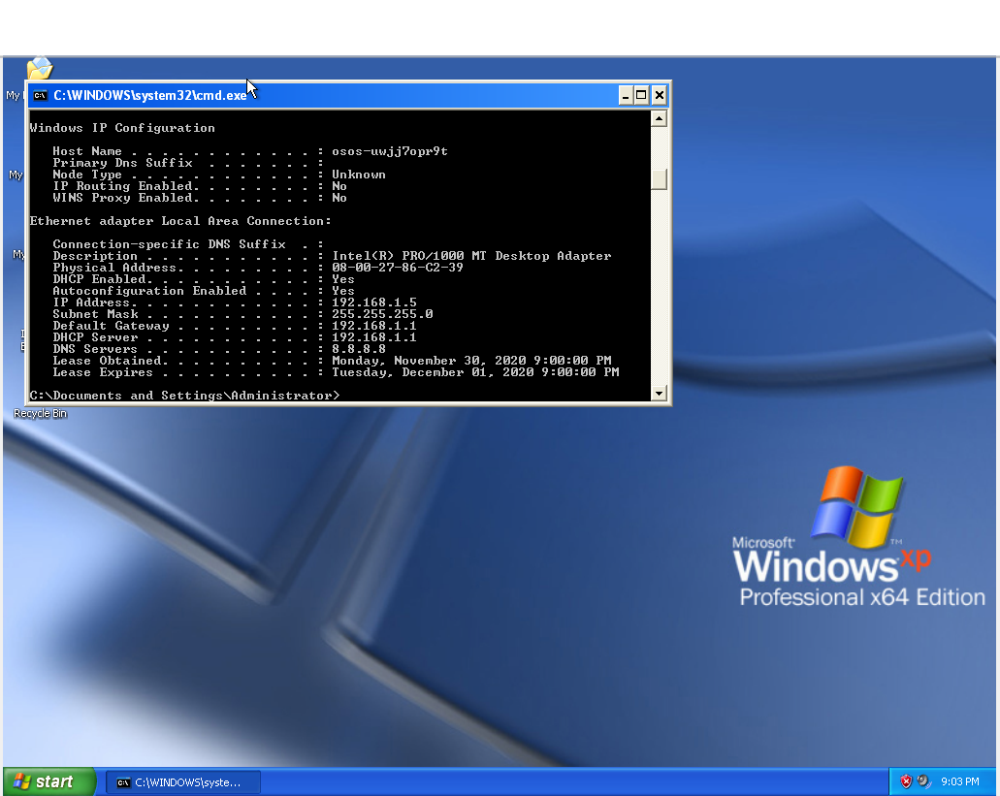 My
C:\WINDOWS\system32\cmd.exe
Windows IP Configuration
Host Name . . . . . . . . . . . . : osos-uwjj7opr9t
Primary Dns Suffix  . . . . . . . :
Node Type . . . . . . . . . . . . : Unknown
IP Routing Enabled. . . . . . . . : No
WINS Proxy Enabled. . . . . . . . : No
Ethernet adapter Local Area Connection:
Connection-specific DNS Suffix  . :
Description . . . . . . . . . . . : Intel(R) PRO/1000 MT Desktop Adapter
Physical Address. . . . . . . . . : 08-00-27-86-C2-39
DHCP Enabled. . . . . . . . . . . : Yes
Autoconfiguration Enabled . . . . : Yes
IP Address. . . . . . . . . . . . : 192.168.1.5
Subnet Mask . . . . . . . . . . . : 255.255.255.0
Default Gateway . . . . . . . . . : 192.168.1.1
DHCP Server . . . . . . . . . . . : 192.168.1.1
DNS Servers . . . . . . . . . . . : 8.8.8.8
Lease Obtained. . . . . . . . . . : Monday, November 30, 2020 9:00:00 PM
Lease Expires . . . . . . . . . . : Tuesday, December 01, 2020 9:00:00 PM
C:\Documents and Settings\Administrator>
My
My
Recycle Bin
Microsoft
Windows xp TM
Professional x64 Edition
start
C:\WINDOWS\syste...
9:03 PM